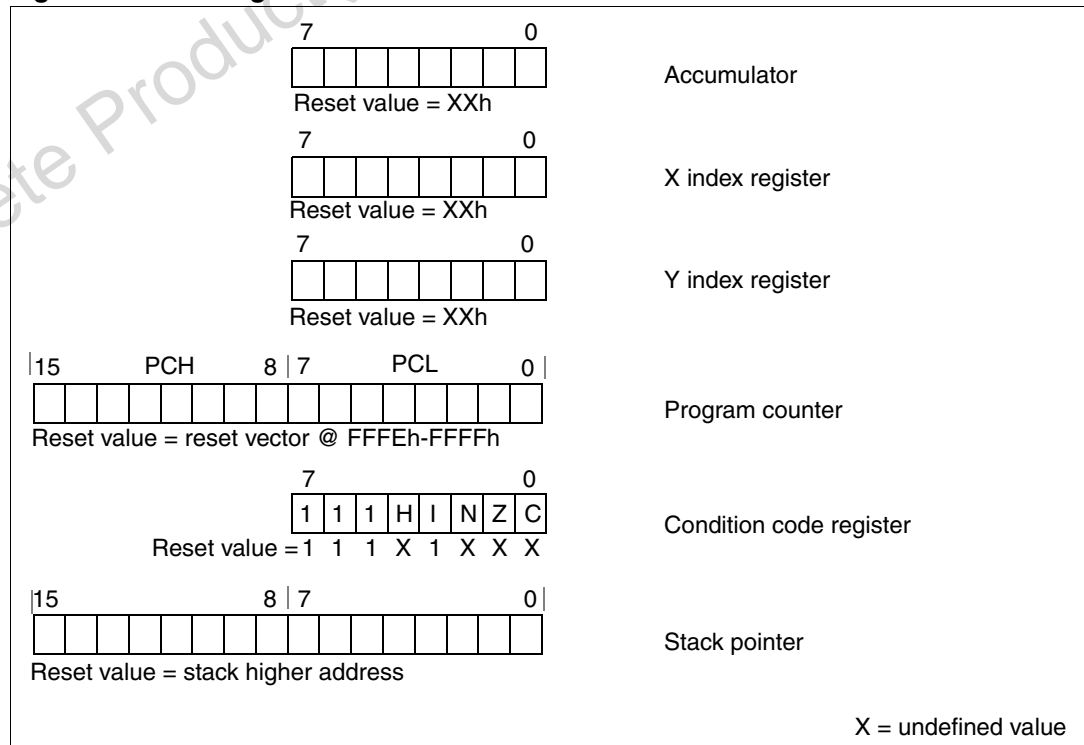 7 0
Accumulator
Reset value = XXh
7 0
X index register
Reset value = XXh
7 0
Y index register
Reset value = XXh
15 PCH 8 7 PCL 0
Program counter
Reset value = reset vector @ FFFEh-FFFFh
7 0
1 1 1 H I N Z C
Condition code register
Reset value = 1 1 1 X 1 X X X
15 8 7 0
Stack pointer
Reset value = stack higher address
X = undefined value